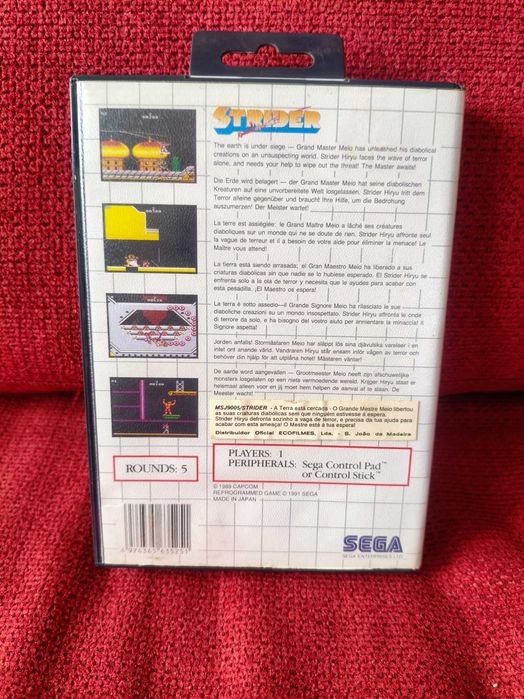 STRIDER
The earth is under siege — Grand Master Meio has unleashed his diabolical
creations on an unsuspecting world. Strider Hiryu faces the wave of terror
alone, and needs your help to wipe out the threat! The Master awaits!
Die Erde wird belagert — der Grand Master Meio hat seine diabolischen
Kreaturen auf eine unvorbereitete Welt losgelassen. Strider Hiryu tritt dem
Terror alleine gegenüber und braucht Ihre Hilfe, um die Bedrohung
auszumerzen! Der Meister wartet!
La terre est assiégée: le Grand Maître Meio a lâché ses créatures
diaboliques sur un monde qui ne se doute de rien. Strider Hiryu affronte seul
la vague de terreur et il a besoin de votre aide pour éliminer la menace! Le
Maître vous attend!
La tierra está siendo arrasada; el Gran Maestro Meio ha liberado a sus
criaturas diabólicas sin que nadie se lo hubiese esperado. El Strider Hiryu se
enfrenta solo a la ola de terror y necesita que le ayudes para acabar con
esta pesadilla. ¡El Maestro os espera!
La terra è sotto assedio—il Grande Signore Meio ha rilasciato le sue
diaboliche creazioni su un mondo insospettato. Strider Hiryu affronta le onde
di terrore da solo, e ha bisogno del vostro aiuto per annientare la minaccia! Il
Signore aspetta!
Jorden anfalls! Stormästaren Meio har släppt lös sina djävulska varelser i en
intet ont anande värld. Vandraren Hiryu står ensam inför vågen av terror och
behöver din hjälp för att utplåna hotet! Mästaren väntar!
De aarde word aangevallen — Grootmeester Meio heeft zijn afschuwelijke
monsters losgelaten op een niets vermoedende wereld. Krijger Hiryu staat er
helemaal alleen voor en jij moet hem helpen af te slaan. De
Meester wacht!
MSJ9005/STRIDER - A Terra está cercada - O Grande Mestre Meio libertou
as suas criaturas diabólicas sem que ninguém estivesse à espera.
Strider Hiryu defronta sozinho a vaga de terror, e precisa da tua ajuda para
acabar com esta ameaça! O Mestre está à tua espera!
Distribuidor Oficial ECOFILMES, Lda. - S. João da Madeira
ROUNDS: 5
PLAYERS: 1
PERIPHERALS: Sega Control Pad™
or Control Stick™
© 1989 CAPCOM
REPROGRAMMED GAME © 1991 SEGA
MADE IN JAPAN
SEGA
SEGA ENTERPRISES LTD.